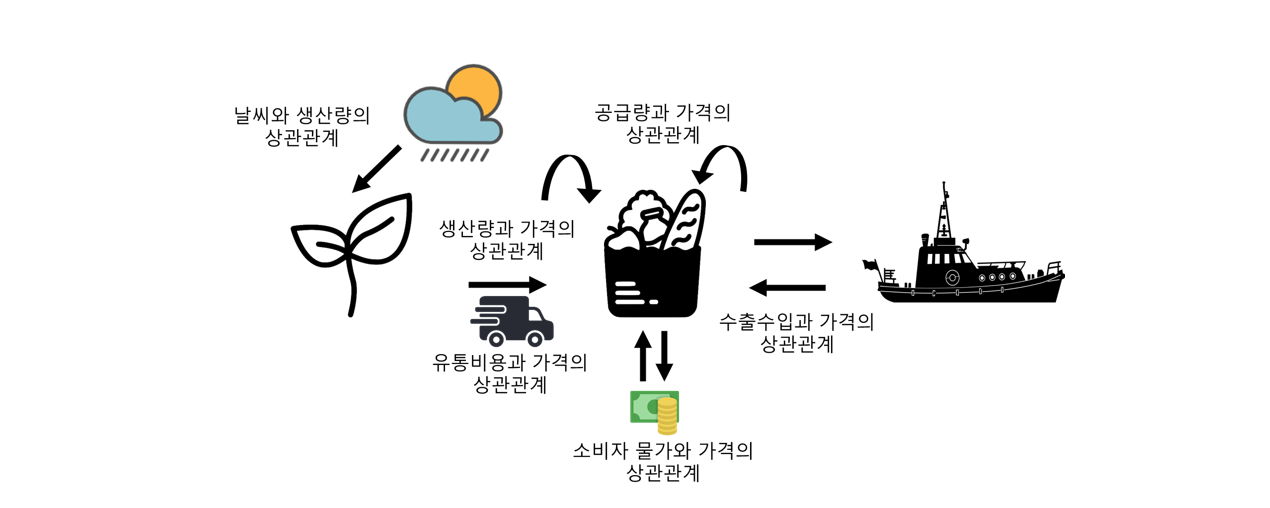 날씨와 생산량의
상관관계
공급량과 가격의
상관관계
생산량과 가격의
상관관계
수출수입과 가격의
상관관계
유통비용과 가격의
상관관계
소비자 물가와 가격의
상관관계